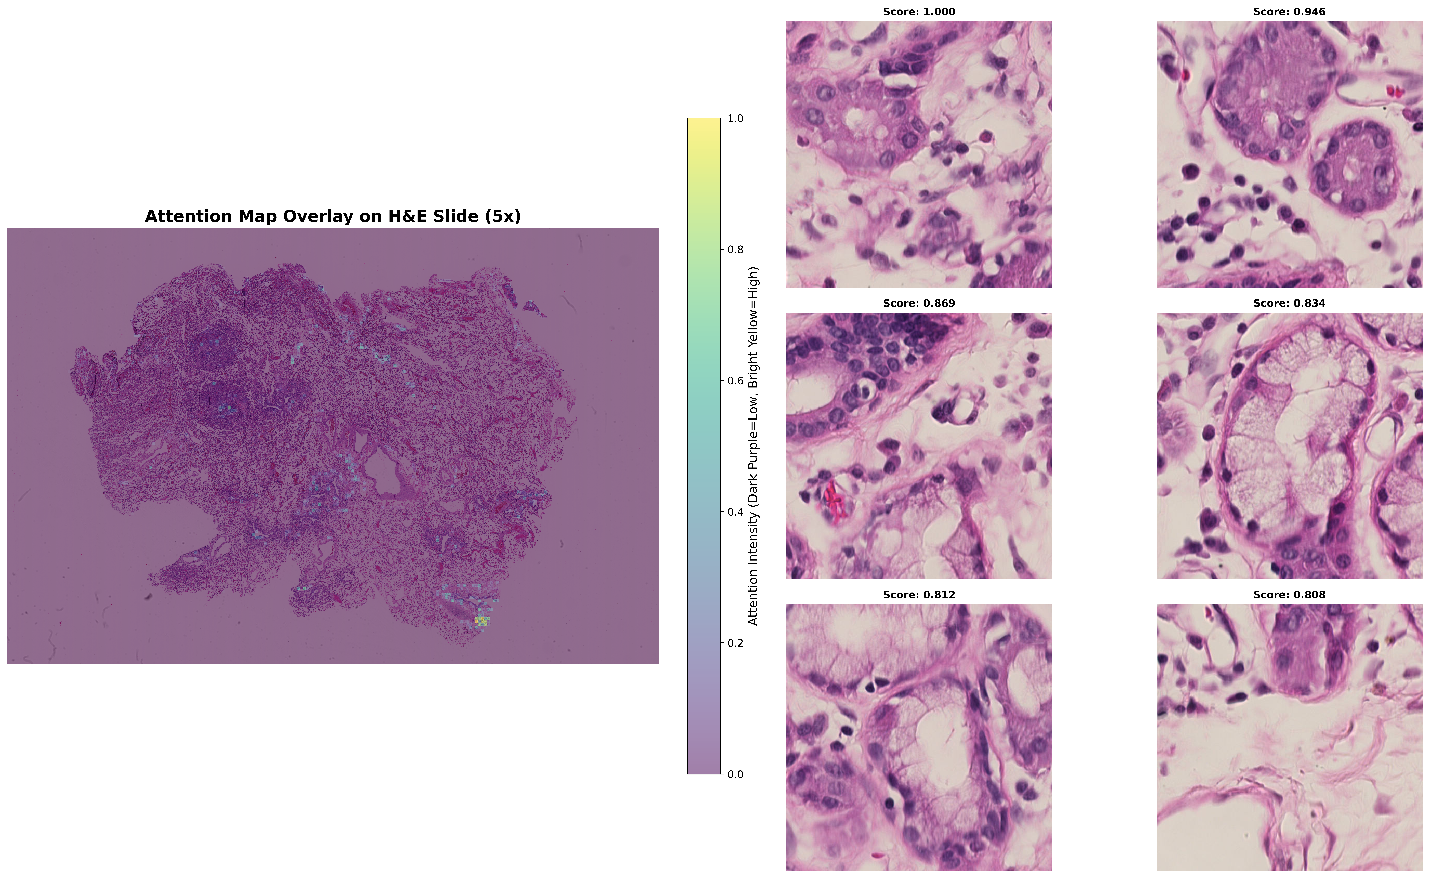 Attention Map Overlay on H&E Slide (5x)
1.0
0.8
0.6
0.4
0.2
0.0
Attention Intensity (Dark Purple=Low, Bright Yellow=High)
Score: 1.000
Score: 0.946
Score: 0.869
Score: 0.834
Score: 0.812
Score: 0.808